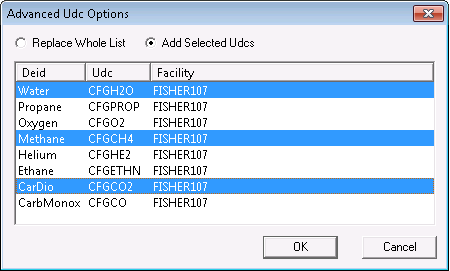 Advanced Udc Options
Replace Whole List Add Selected Udcs
Deid Udc Facility
Water CFGH2O FISHER107
Propane CFGPROP FISHER107
Oxygen CFGO2 FISHER107
Methane CFGCH4 FISHER107
Helium CFGHE2 FISHER107
Ethane CFGETHN FISHER107
CarDio CFGCO2 FISHER107
CarbMonox CFGCO FISHER107
OK Cancel